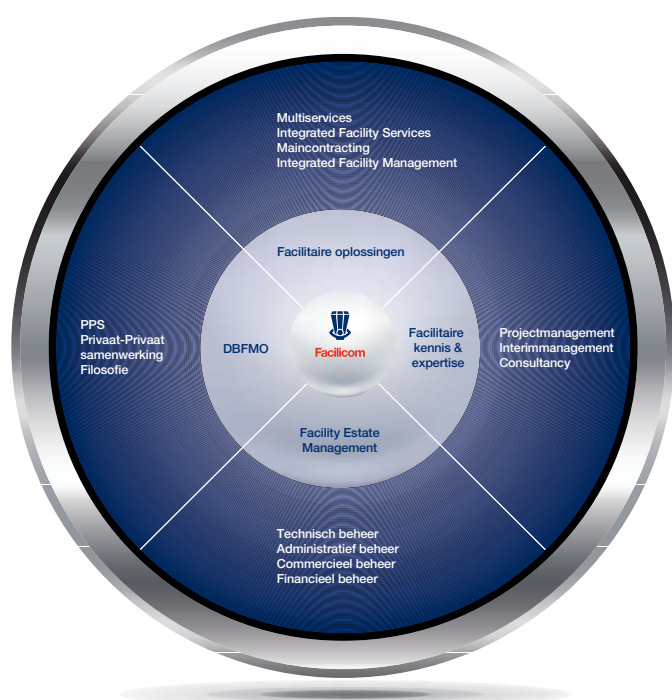 Multiservices
Integrated Facility Services
Maincontracting
Integrated Facility Management
Facilitaire oplossingen
PPS
Privaat-Privaat
samenwerking
Filosofie
DBFMO
Facilicom
Facilitaire
kennis &
expertise
Projectmanagement
Interimmanagement
Consultancy
Facility Estate
Management
Technisch beheer
Administratief beheer
Commercieel beheer
Financieel beheer